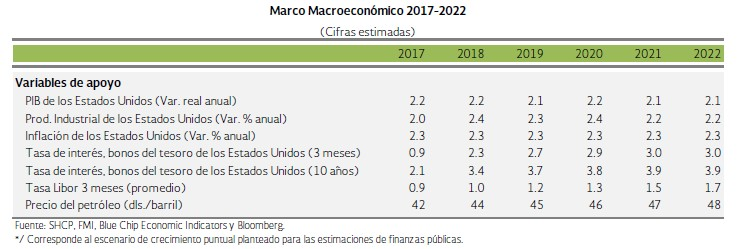 Marco Macroeconómico 2017-2022
(Cifras estimadas)
2017 2018 2019 2020 2021 2022
Variables de apoyo
PIB de los Estados Unidos (Var. real anual) 2.2 2.2 2.1 2.2 2.1 2.1
Prod. Industrial de los Estados Unidos (Var. % anual) 2.0 2.4 2.3 2.4 2.2 2.2
Inflación de los Estados Unidos (Var. % anual) 2.3 2.3 2.3 2.3 2.3 2.3
Tasa de interés, bonos del tesoro de los Estados Unidos (3 meses) 0.9 2.3 2.7 2.9 3.0 3.0
Tasa de interés, bonos del tesoro de los Estados Unidos (10 años) 2.1 3.4 3.7 3.8 3.9 3.9
Tasa Libor 3 meses (promedio) 0.9 1.0 1.2 1.3 1.5 1.7
Precio del petróleo (dls./barril) 42 44 45 46 47 48
Fuente: SHCP, FMI, Blue Chip Economic Indicators y Bloomberg.
*/ Corresponde al escenario de crecimiento puntual planteado para las estimaciones de finanzas públicas.